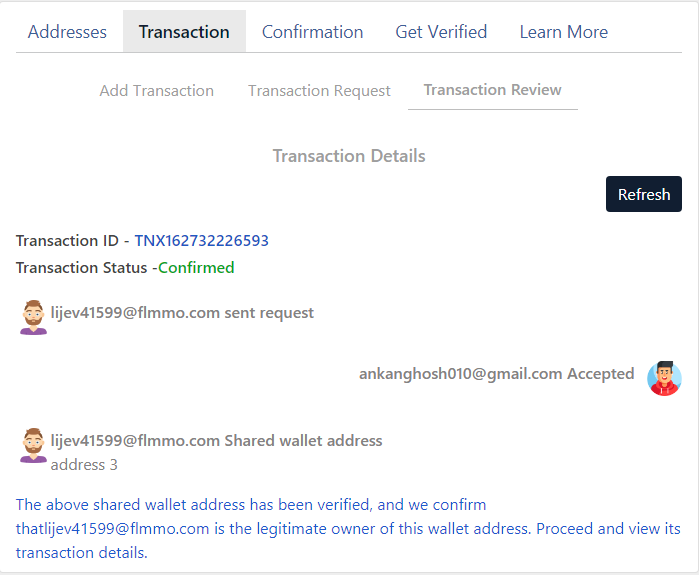 Addresses Transaction Confirmation Get Verified Learn More
Add Transaction Transaction Request Transaction Review
Transaction Details
Refresh
Transaction ID - TNX162732226593
Transaction Status -Confirmed
lijev41599@flmmo.com sent request
ankanghosh010@gmail.com Accepted
lijev41599@flmmo.com Shared wallet address
address 3
The above shared wallet address has been verified, and we confirm
thatlijev41599@flmmo.com is the legitimate owner of this wallet address. Proceed and view its
transaction details.